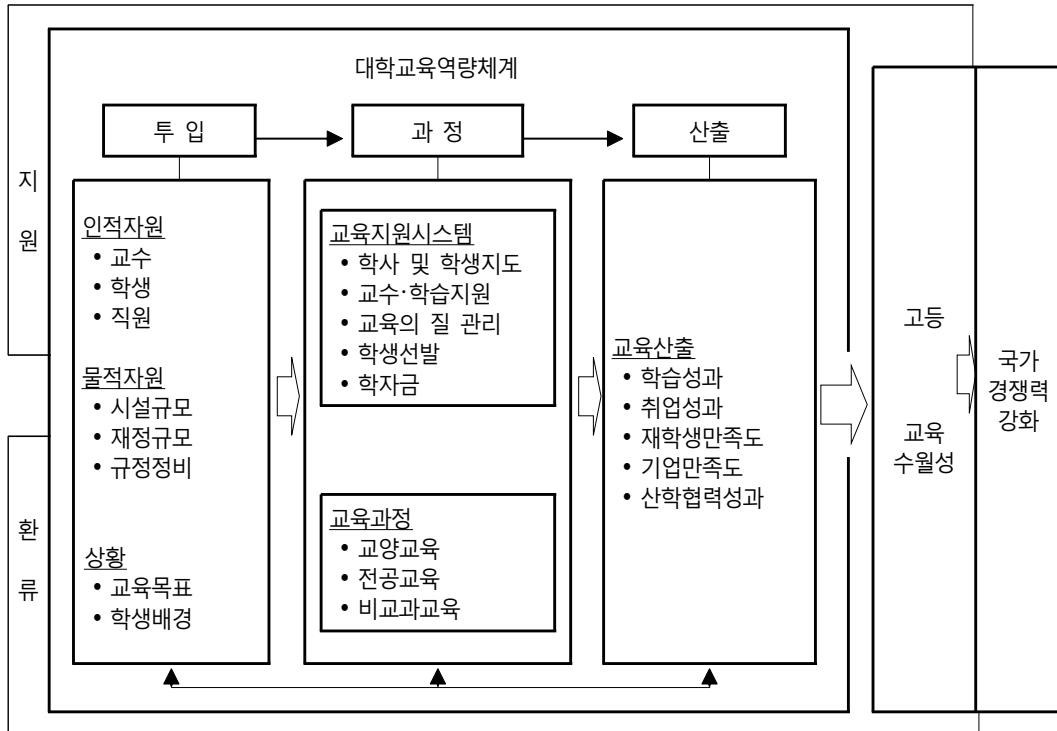 대학교육역량체계
투 입
과 정
산출
지
원
환
류
인적자원
• 교수
• 학생
• 직원
물적자원
• 시설규모
• 재정규모
• 규정정비
상황
• 교육목표
• 학생배경
교육지원시스템
• 학사 및 학생지도
• 교수·학습지원
• 교육의 질 관리
• 학생선발
• 학자금
교육과정
• 교양교육
• 전공교육
• 비교과교육
교육산출
• 학습성과
• 취업성과
• 재학생만족도
• 기업만족도
• 산학협력성과
고등
교육
수월성
국가
경쟁력
강화